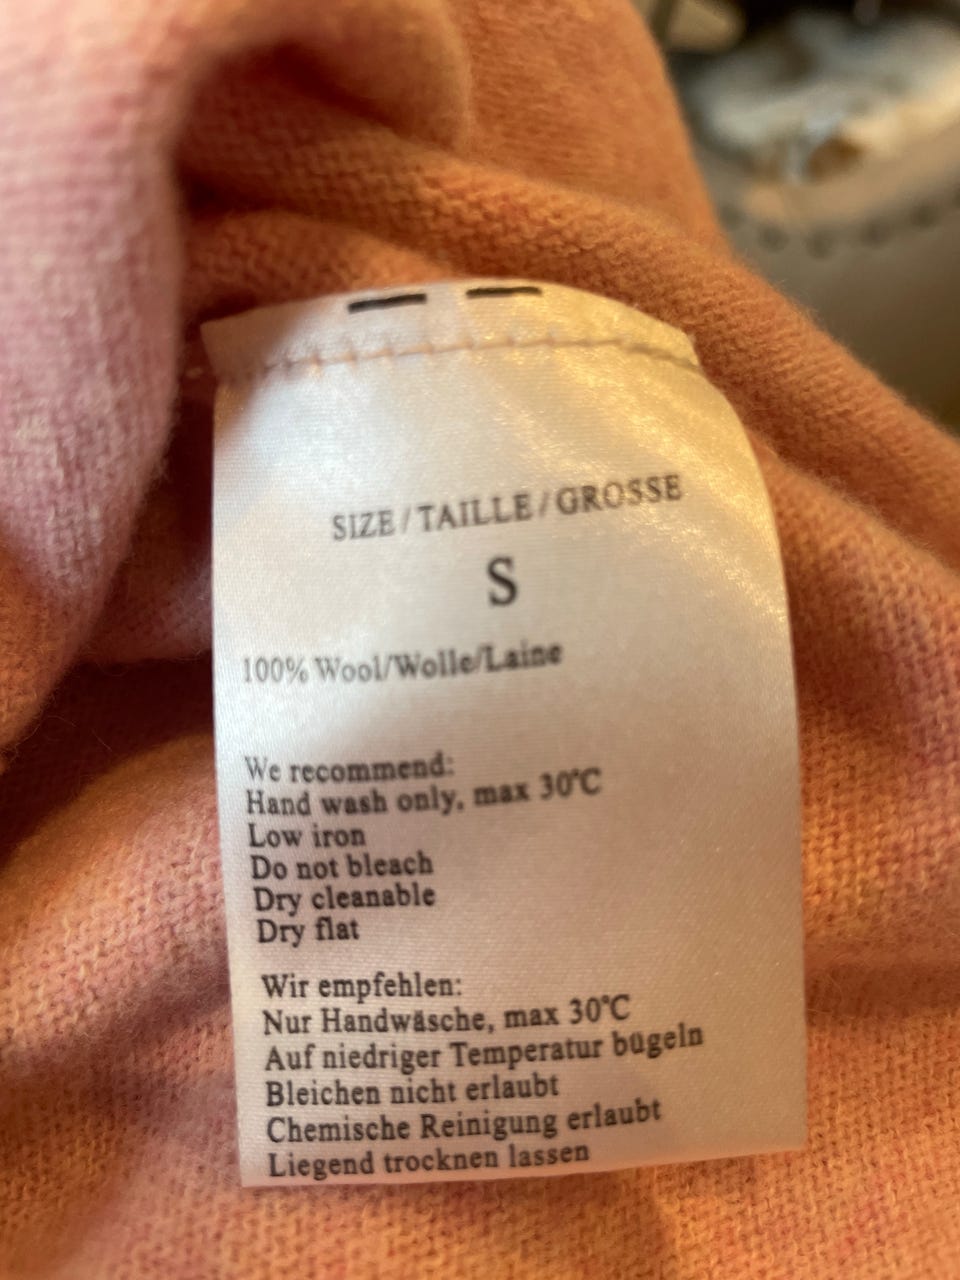 SIZE/TAILLE/GROSSE
S
100% Wool/Wolle/Laine
We recommend:
Hand wash only, max 30°C
Low iron
Do not bleach
Dry cleanable
Dry flat
Wir empfehlen:
Nur Handwäsche, max 30°C
Auf niedriger Temperatur bügeln
Bleichen nicht erlaubt
Chemische Reinigung erlaubt
Liegend trocknen lassen